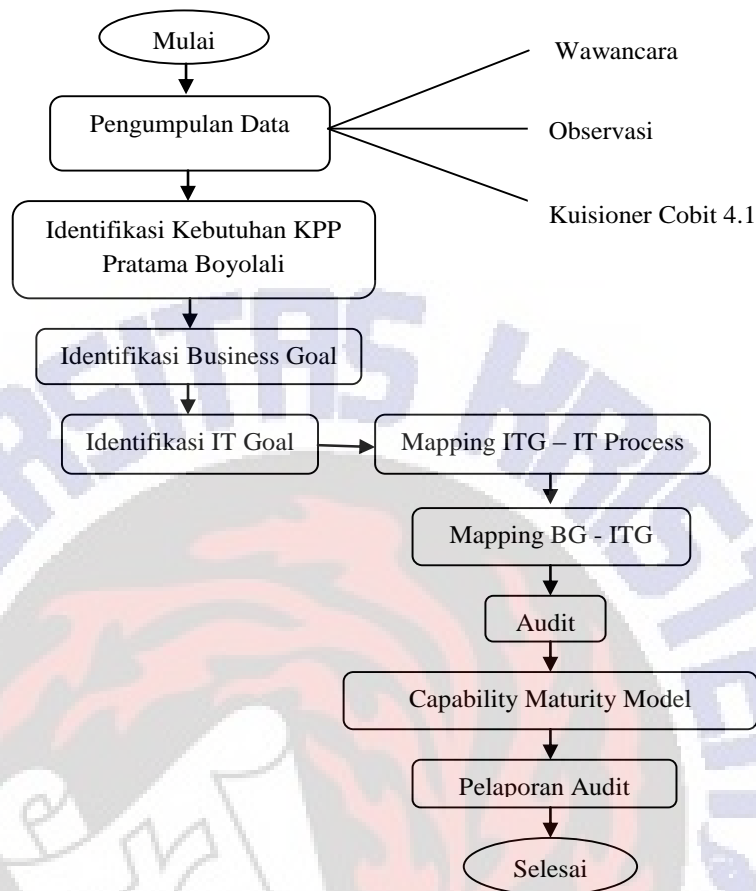 Mulai
Wawancara
Pengumpulan Data
Observasi
Kuisioner Cobit 4.1
Identifikasi Kebutuhan KPP
Pratama Boyolali
Identifikasi Business Goal
Identifikasi IT Goal
Mapping ITG – IT Process
Mapping BG - ITG
Audit
Capability Maturity Model
Pelaporan Audit
Selesai